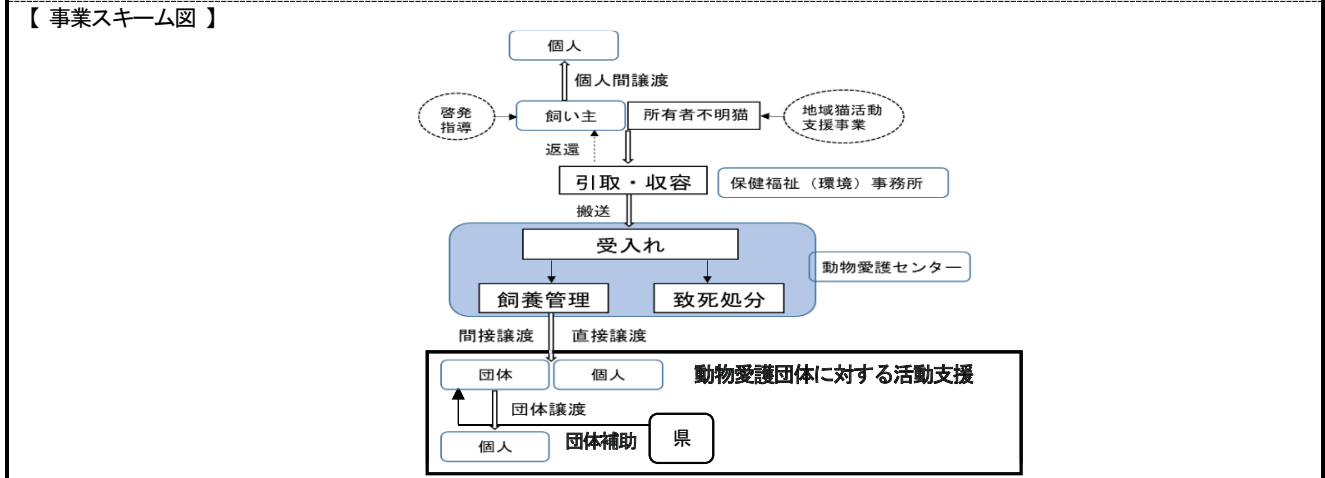 【 事業スキーム図 】
個人
個人間譲渡
啓発
指導
飼い主
所有者不明猫
地域猫活動
支援事業
返還
引取・収容
保健福祉（環境）事務所
搬送
受入れ
動物愛護センター
飼養管理
致死処分
間接譲渡
直接譲渡
団体
個人
動物愛護団体に対する活動支援
団体譲渡
個人
団体補助
県